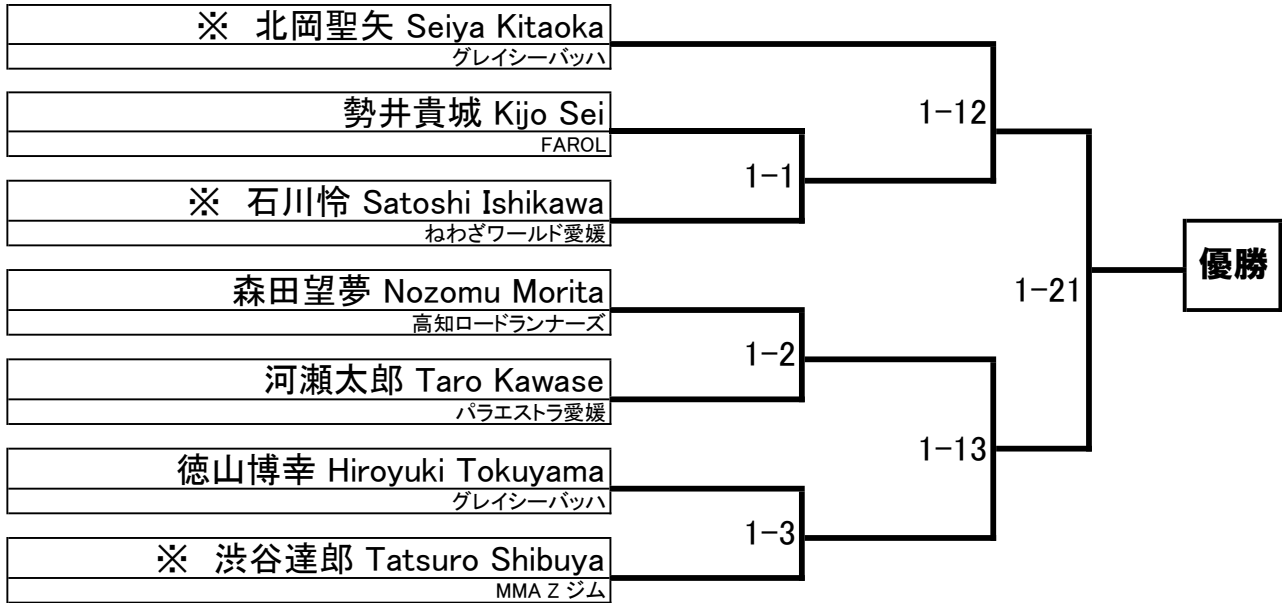 ※ 北岡聖矢 Seiya Kitaoka
グレイシーバッハ
勢井貴城 Kijo Sei
FAROL
※ 石川怜 Satoshi Ishikawa
ねわざワールド愛媛
森田望夢 Nozomu Morita
高知ロードランナーズ
河瀬太郎 Taro Kawase
パラエストラ愛媛
徳山博幸 Hiroyuki Tokuyama
グレイシーバッハ
※ 渋谷達郎 Tatsuro Shibuya
MMA Z ジム
1-1
1-2
1-3
1-12
1-13
1-21
優勝